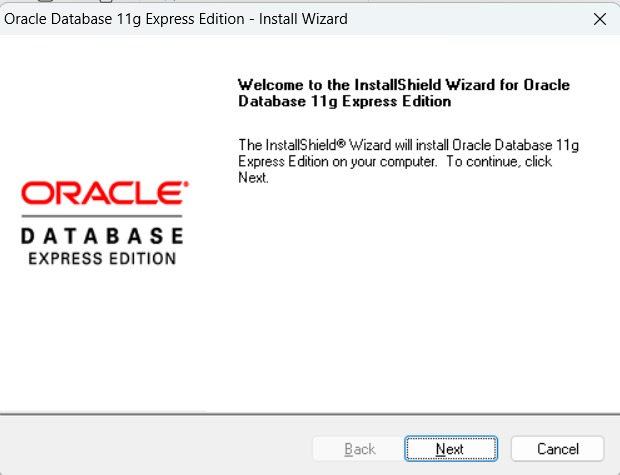 Oracle Database 11g Express Edition - Install Wizard
Welcome to the InstallShield Wizard for Oracle
Database 11g Express Edition
The InstallShield® Wizard will install Oracle Database 11g
Express Edition on your computer. To continue, click
Next.
ORACLE®
DATABASE
EXPRESS EDITION
Back
Next
Cancel